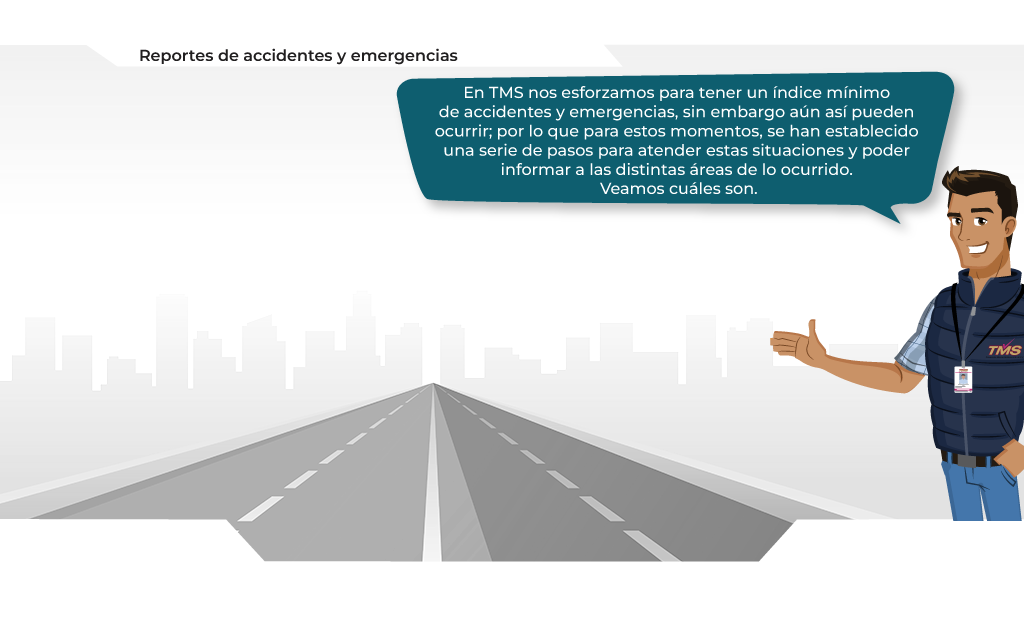 Reportes de accidentes y emergencias
En TMS nos esforzamos para tener un índice mínimo
de accidentes y emergencias, sin embargo aún así pueden
ocurrir; por lo que para estos momentos, se han establecido
una serie de pasos para atender estas situaciones y poder
informar a las distintas áreas de lo ocurrido.
Veamos cuáles son.
TMS